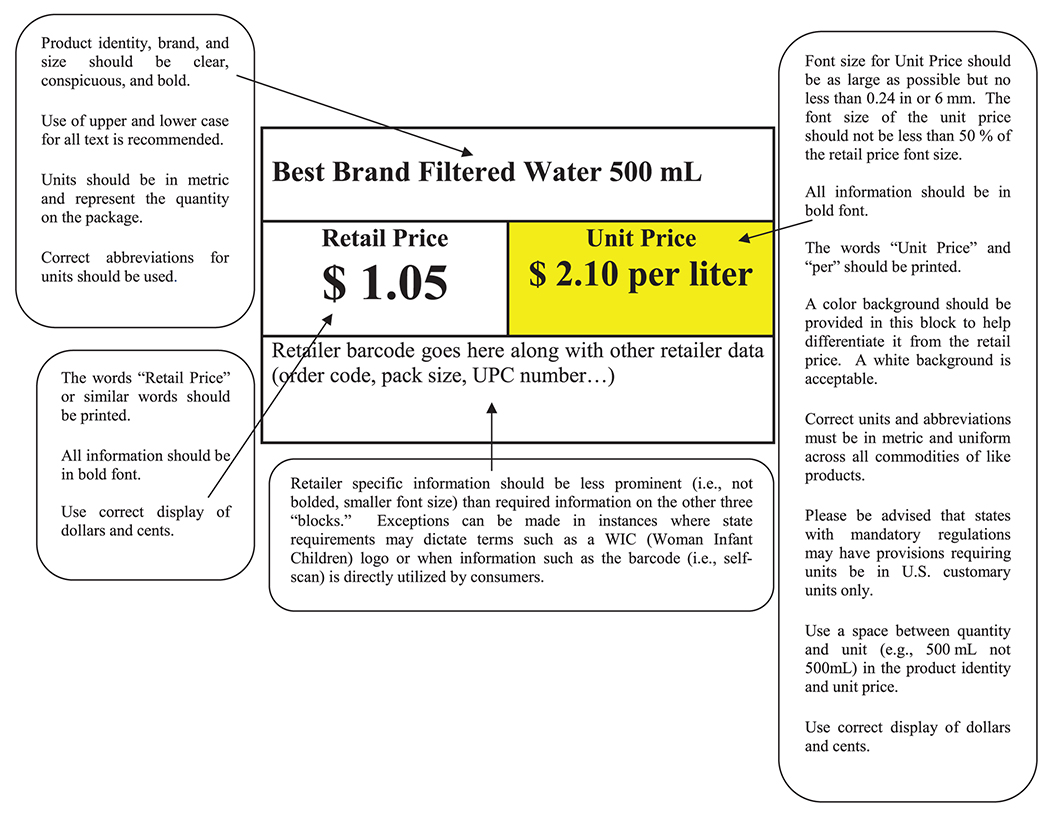 Product identity, brand, and
size should be clear,
conspicuous, and bold.
Use of upper and lower case
for all text is recommended.
Units should be in metric
and represent the quantity
on the package.
Correct abbreviations for
units should be used.
The words “Retail Price”
or similar words should
be printed.
All information should be
in bold font.
Use correct display of
dollars and cents.
Best Brand Filtered Water 500 mL
Retail Price
$ 1.05
Unit Price
$ 2.10 per liter
Retailer barcode goes here along with other retailer data
(order code, pack size, UPC number…)
Retailer specific information should be less prominent (i.e., not
bolded, smaller font size) than required information on the other three
“blocks.” Exceptions can be made in instances where state
requirements may dictate terms such as a WIC (Woman Infant
Children) logo or when information such as the barcode (i.e., self-
scan) is directly utilized by consumers.
Font size for Unit Price should
be as large as possible but no
less than 0.24 in or 6 mm. The
font size of the unit price
should not be less than 50 % of
the retail price font size.
All information should be in
bold font.
The words “Unit Price” and
“per” should be printed.
A color background should be
provided in this block to help
differentiate it from the retail
price. A white background is
acceptable.
Correct units and abbreviations
must be in metric and uniform
across all commodities of like
products.
Please be advised that states
with mandatory regulations
may have provisions requiring
units be in U.S. customary
units only.
Use a space between quantity
and unit (e.g., 500 mL not
500mL) in the product identity
and unit price.
Use correct display of dollars
and cents.